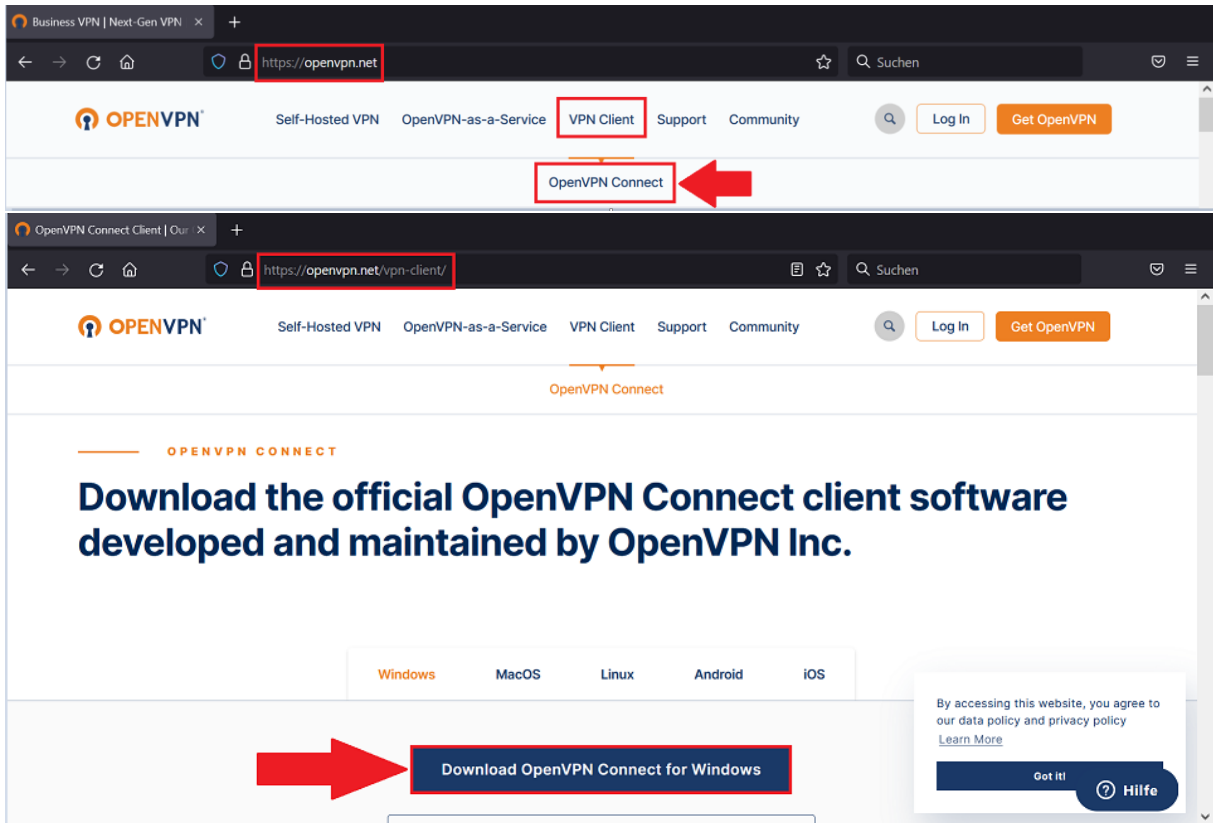 Business VPN | Next-Gen VPN
https://openvpn.net
Suchen
OPENVPN
Self-Hosted VPN OpenVPN-as-a-Service VPN Client Support Community Log In Get OpenVPN
OpenVPN Connect
OpenVPN Connect Client | Our
https://openvpn.net/vpn-client/
Suchen
OPENVPN
Self-Hosted VPN OpenVPN-as-a-Service VPN Client Support Community Log In Get OpenVPN
OpenVPN Connect
OPENVPN CONNECT
Download the official OpenVPN Connect client software
developed and maintained by OpenVPN Inc.
Windows MacOS Linux Android iOS
Download OpenVPN Connect for Windows
By accessing this website, you agree to
our data policy and privacy policy
Learn More
Got it!
Hilfe